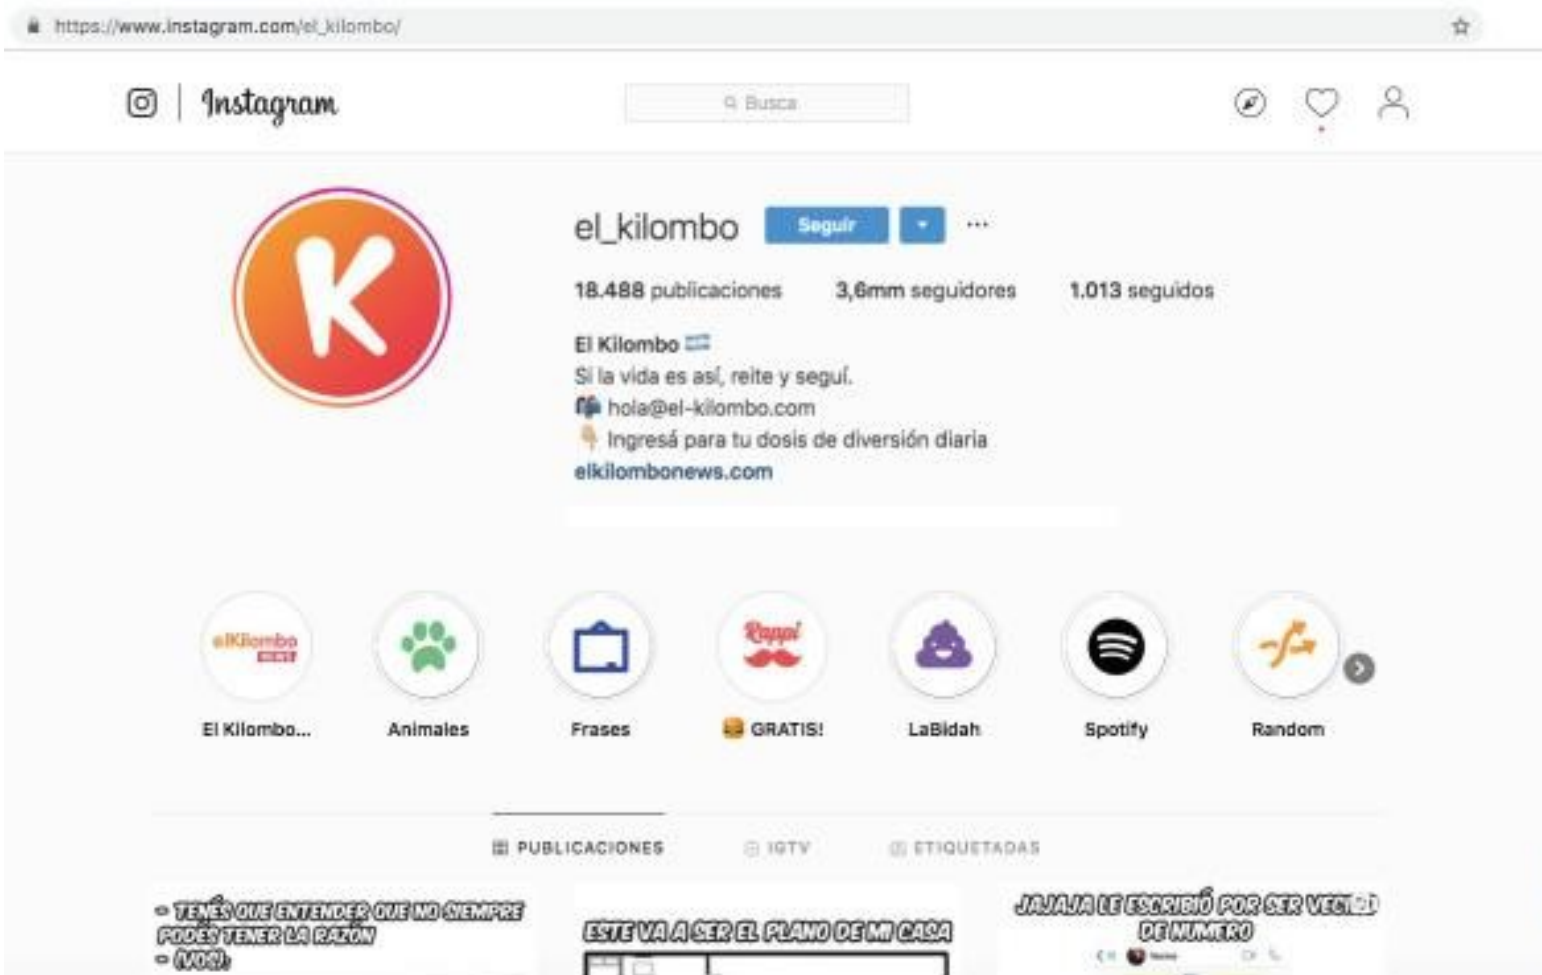 https://www.instagram.com/el_kilombo/
Instagram
Busca
el_kilombo Seguir
18.488 publicaciones 3,6mm seguidores 1.013 seguidos
El Kilombo
Si la vida es así, reite y seguí.
hola@el-kilombo.com
Ingresá para tu dosis de diversión diaria
elkilombonews.com
K
elKilombo
NEWS
Rappi
El Kilombo... Animales Frases GRATIS! LaBidah Spotify Random
PUBLICACIONES IGTV ETIQUETADAS
- TENÉS QUE ENTENDER QUE NO SIEMPRE
PODÉS TENER LA RAZÓN
- (VOS):
ESTE VA A SER EL PLANO DE MI CASA
JAJAJA LE ESCRIBIÓ POR SER VECINO
DE NUMERO